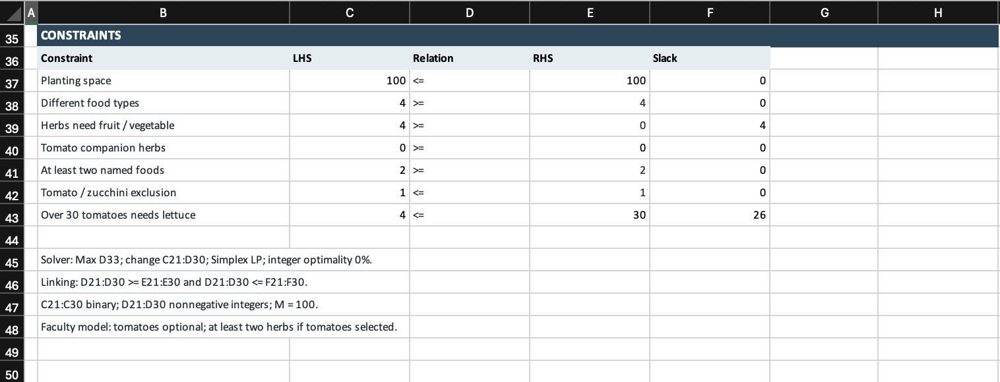 A B C D E F G H
35 CONSTRAINTS
36 Constraint LHS Relation RHS Slack
37 Planting space 100 <= 100 0
38 Different food types 4 >= 4 0
39 Herbs need fruit / vegetable 4 >= 0 4
40 Tomato companion herbs 0 >= 0 0
41 At least two named foods 2 >= 2 0
42 Tomato / zucchini exclusion 1 <= 1 0
43 Over 30 tomatoes needs lettuce 4 <= 30 26
44
45 Solver: Max D33; change C21:D30; Simplex LP; integer optimality 0%.
46 Linking: D21:D30 >= E21:E30 and D21:D30 <= F21:F30.
47 C21:C30 binary; D21:D30 nonnegative integers; M = 100.
48 Faculty model: tomatoes optional; at least two herbs if tomatoes selected.
49
50